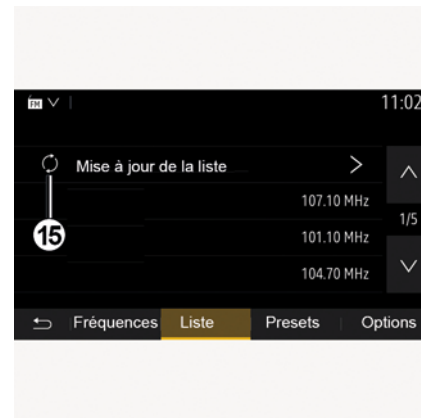 FM 11:02
Mise à jour de la liste
107.10 MHz
1/5
15
101.10 MHz
104.70 MHz
Fréquences Liste Presets Options